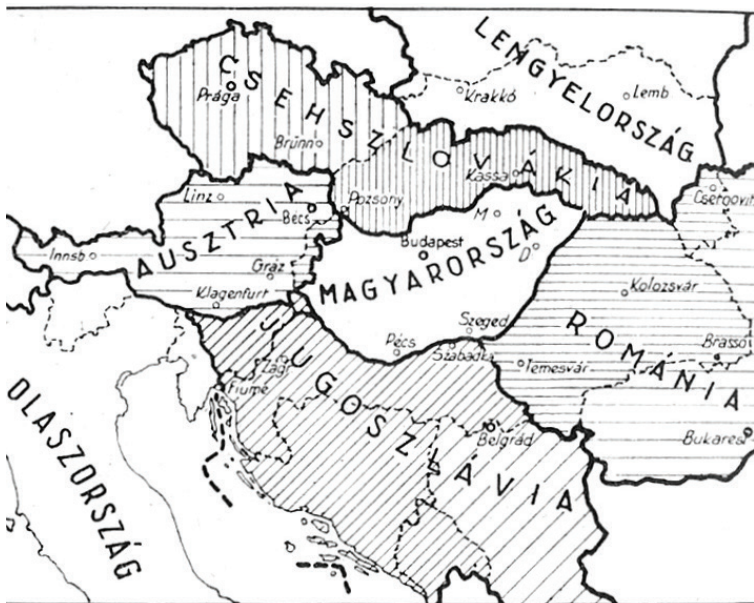 LENGYELORSZÁG
CSEHSZLOVÁKIA
Prága
Brünn
Krakkó
Lemb
Kassa
Pozsony
Linz
Bécs
AUSZTRIA
Innsb
Gráz
Klagenfurt
M
D
Budapest
MAGYARORSZÁG
Szeged
Pécs
Szabadka
Kolozsvár
ROMÁNIA
Brassó
Temesvár
Bukarest
JUGOSZLÁVIA
Zágr
Fiume
Belgrád
OLASZORSZÁG